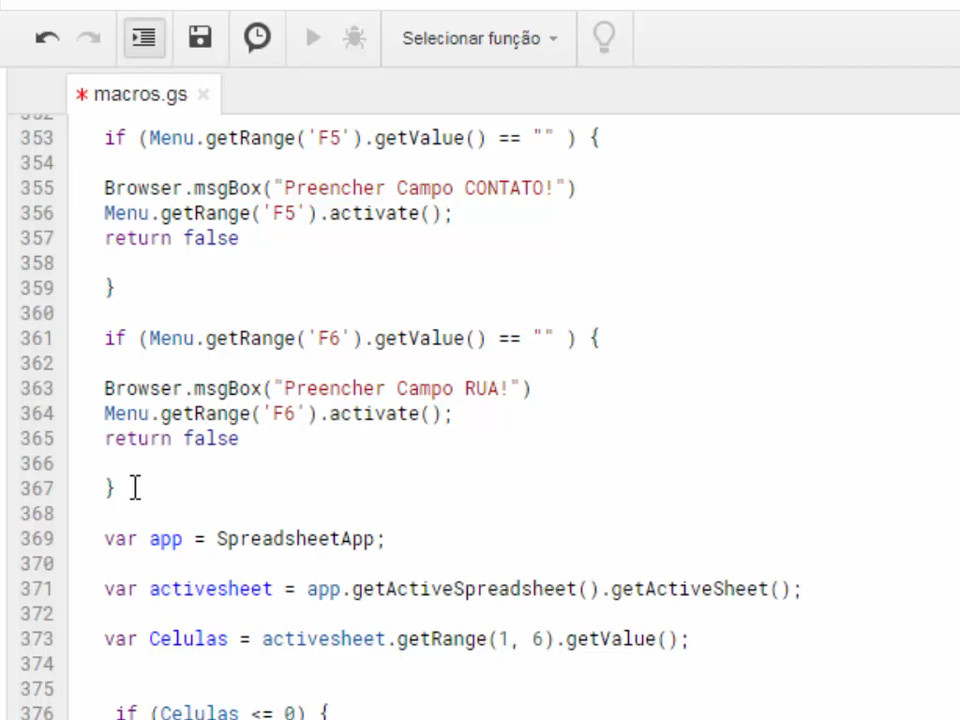 Selecionar função
* macros.gs ×
352
353 if (Menu.getRange('F5').getValue() == "" ) {
354
355 Browser.msgBox("Preencher Campo CONTATO!")
356 Menu.getRange('F5').activate();
357 return false
358
359 }
360
361 if (Menu.getRange('F6').getValue() == "" ) {
362
363 Browser.msgBox("Preencher Campo RUA!")
364 Menu.getRange('F6').activate();
365 return false
366
367 }
368
369 var app = SpreadsheetApp;
370
371 var activesheet = app.getActiveSpreadsheet().getActiveSheet();
372
373 var Celulas = activesheet.getRange(1, 6).getValue();
374
375
376 if (Celulas <= 0) {